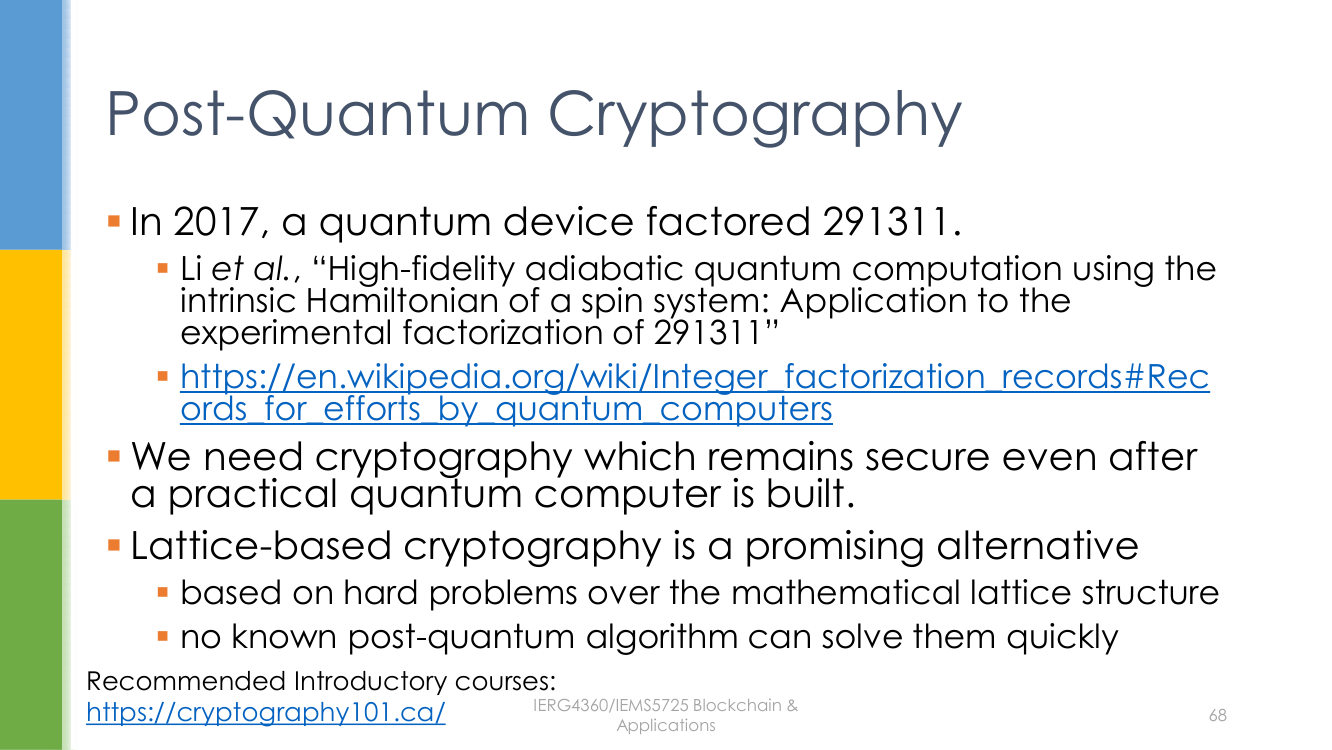 Post-Quantum Cryptography
In 2017, a quantum device factored 291311.
Li et al., “High-fidelity adiabatic quantum computation using the
intrinsic Hamiltonian of a spin system: Application to the
experimental factorization of 291311”
https://en.wikipedia.org/wiki/Integer_factorization_records#Rec
ords_for_efforts_by_quantum_computers
We need cryptography which remains secure even after
a practical quantum computer is built.
Lattice-based cryptography is a promising alternative
based on hard problems over the mathematical lattice structure
no known post-quantum algorithm can solve them quickly
Recommended Introductory courses:
https://cryptography101.ca/
IERG4360/IEMS5725 Blockchain &
Applications
68